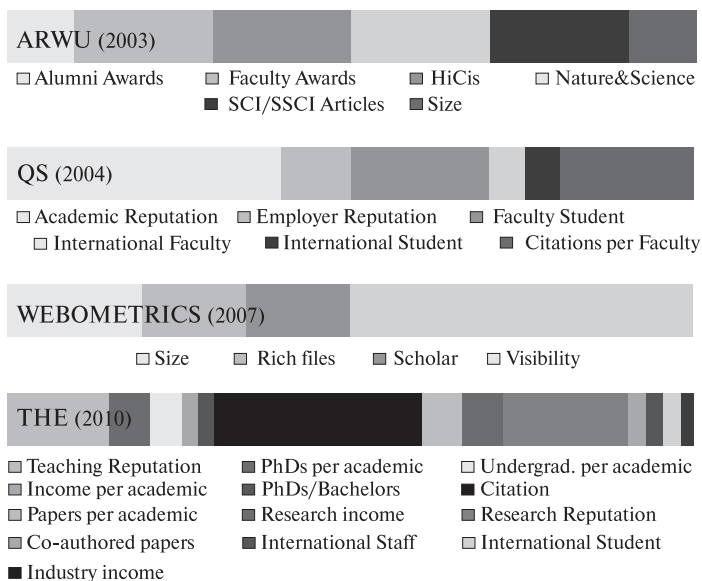 ARWU (2003)
Alumni Awards Faculty Awards HiCis Nature&Science
SCI/SSCI Articles Size
QS (2004)
Academic Reputation Employer Reputation Faculty Student
International Faculty International Student Citations per Faculty
WEBOMETRICS (2007)
Size Rich files Scholar Visibility
THE (2010)
Teaching Reputation PhDs per academic Undergrad. per academic
Income per academic PhDs/Bachelors Citation
Papers per academic Research income Research Reputation
Co-authored papers International Staff International Student
Industry income